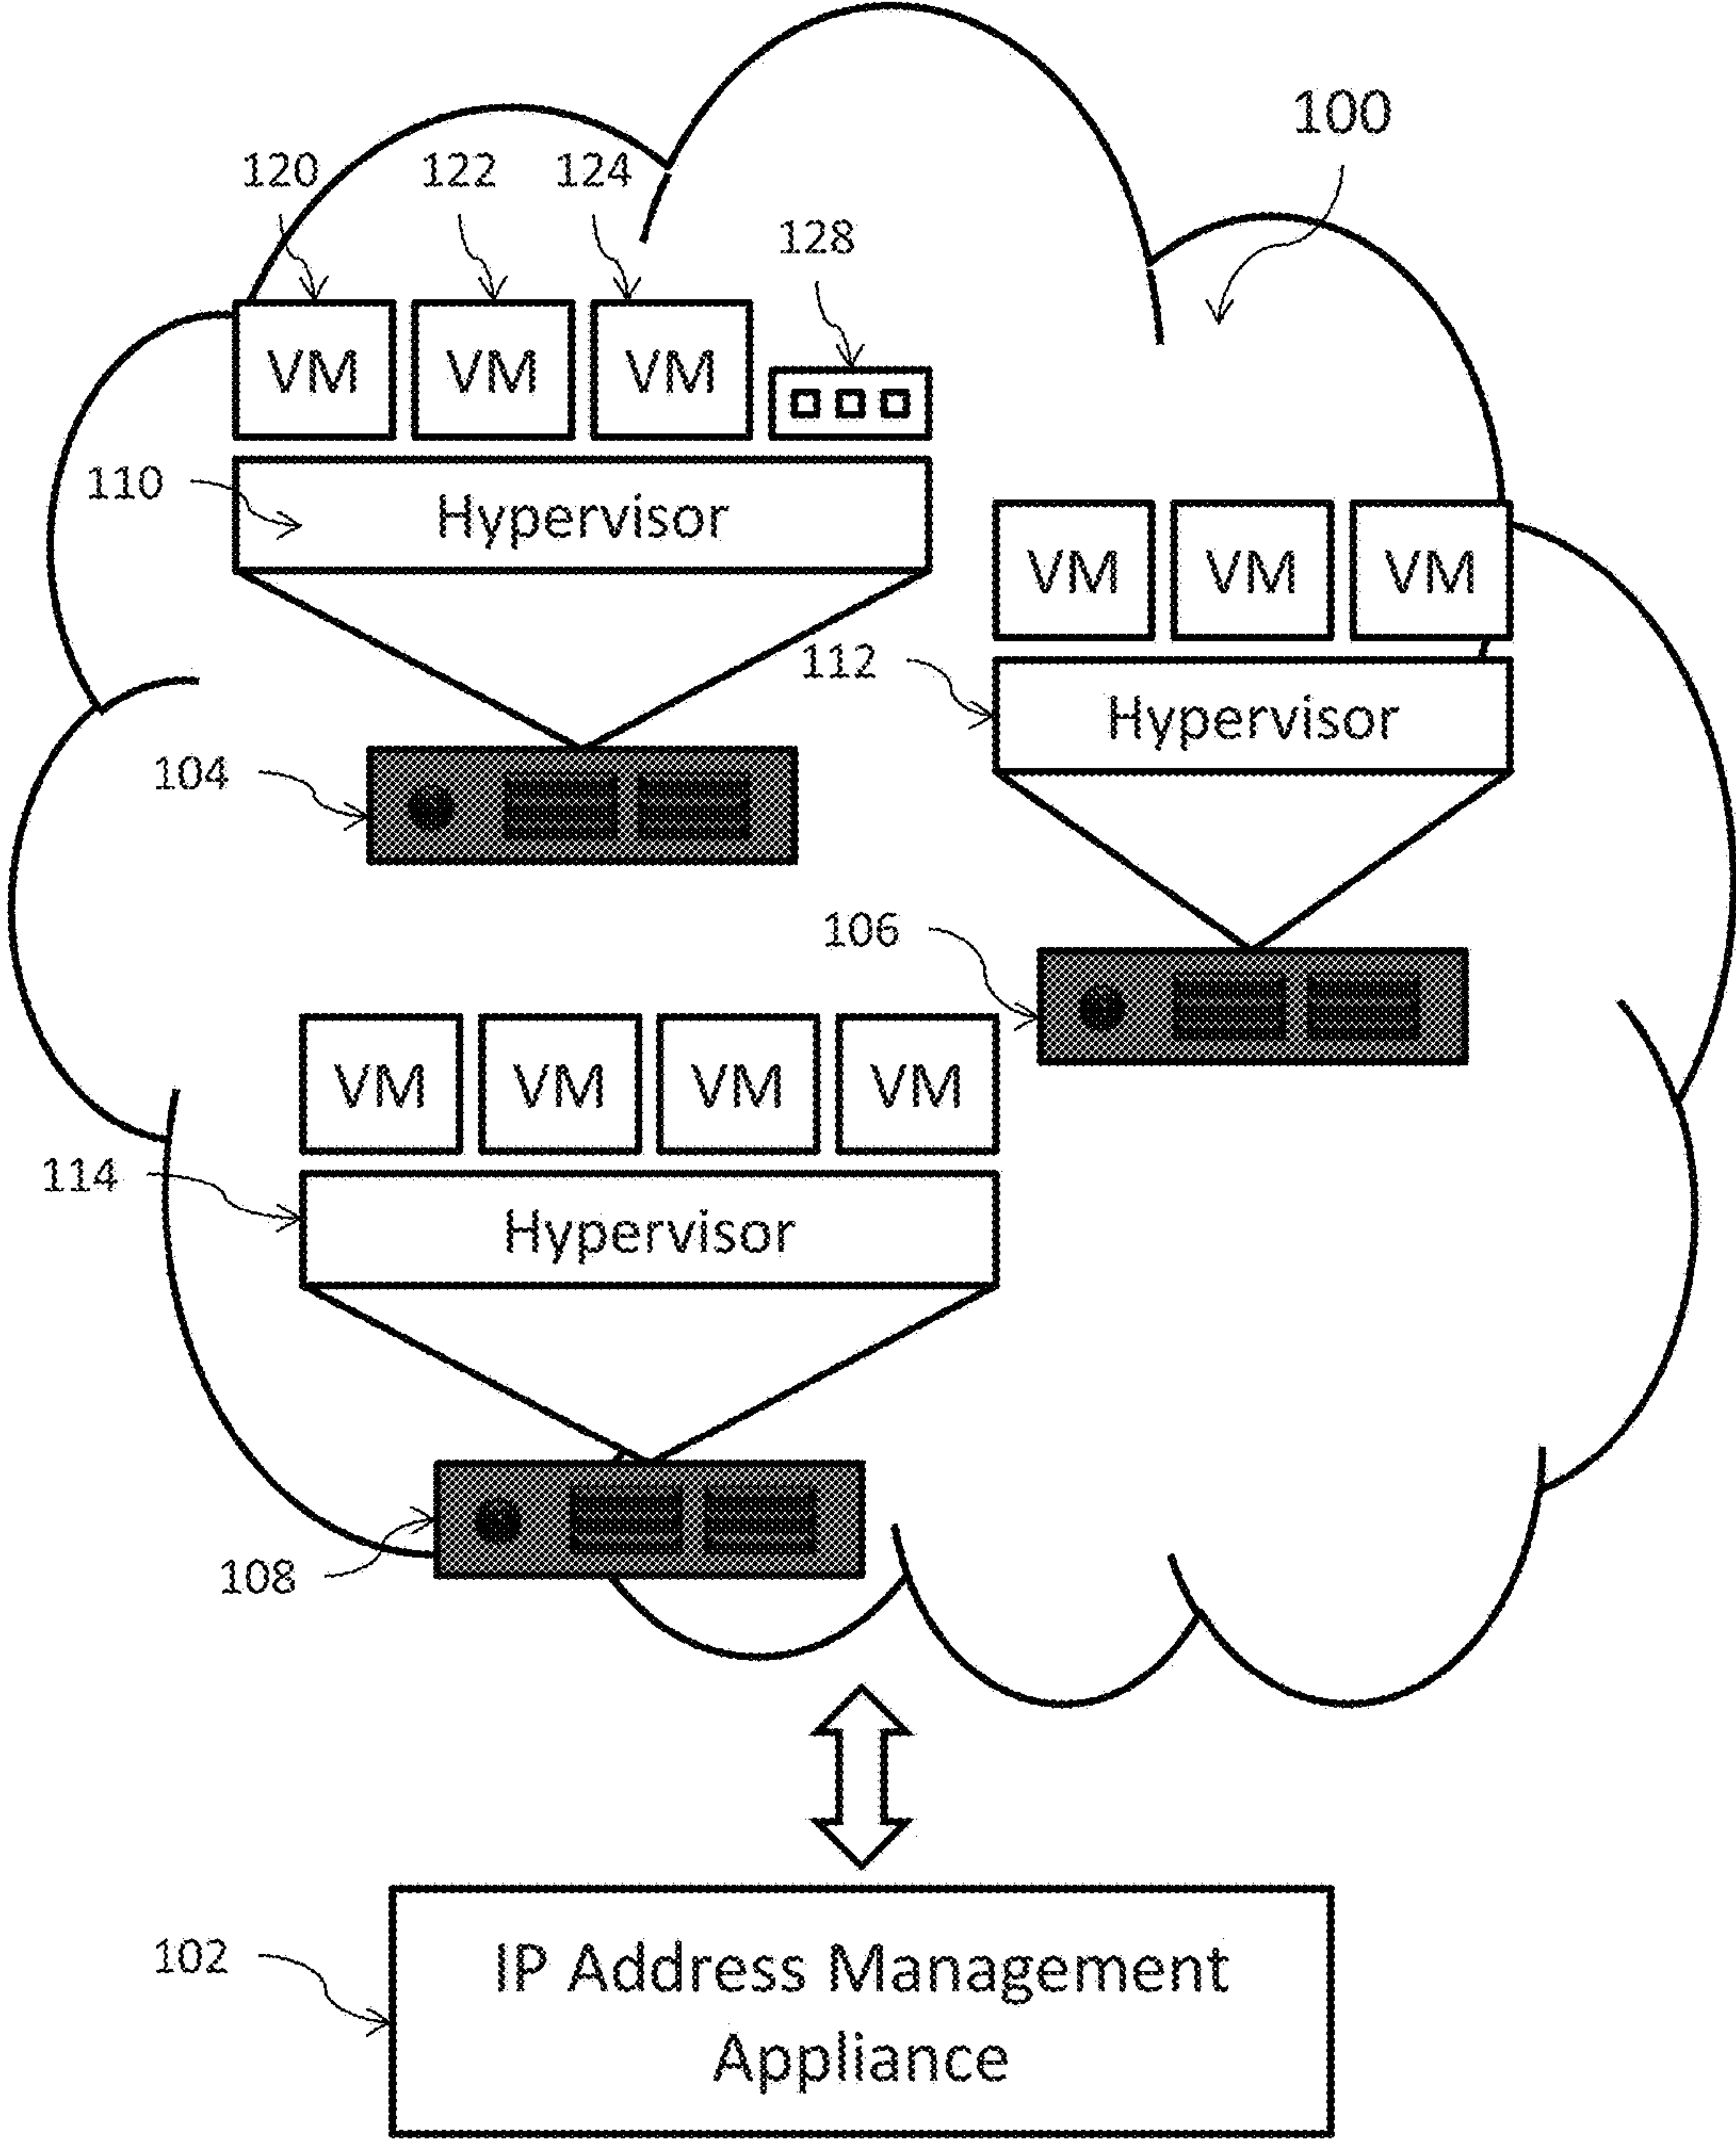 100
120 122 124
128
VM VM VM
110
Hypervisor
VM VM VM
112
Hypervisor
104
106
VM VM VM VM
114
Hypervisor
108
102
IP Address Management
Appliance